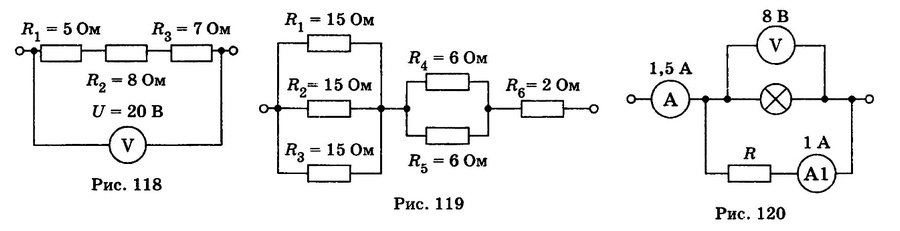 R₁ = 5 Ом
R₃ = 7 Ом
R₂ = 8 Ом
U = 20 В
V
Рис. 118
R₁ = 15 Ом
R₂= 15 Ом
R₃ = 15 Ом
R₄ = 6 Ом
R₅ = 6 Ом
R₆ = 2 Ом
Рис. 119
8 В
V
1,5 А
А
R
1 А
А1
Рис. 120